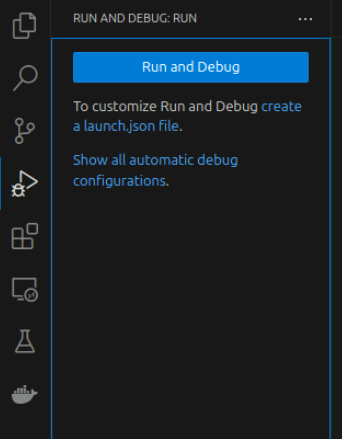 RUN AND DEBUG: RUN
Run and Debug
To customize Run and Debug create
a launch.json file.
Show all automatic debug
configurations.